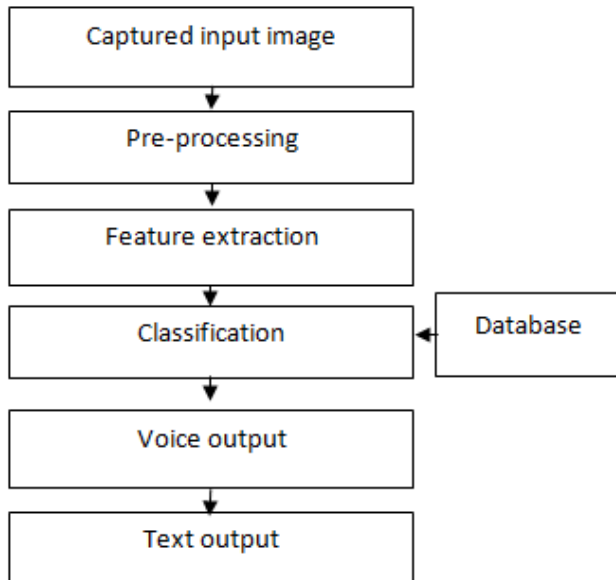 Captured input image
Pre-processing
Feature extraction
Classification
Database
Voice output
Text output